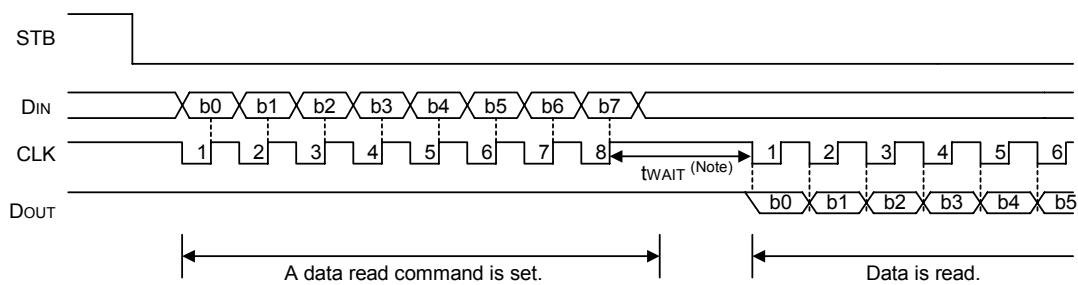 STB
DIN b0 b1 b2 b3 b4 b5 b6 b7
CLK 1 2 3 4 5 6 7 8 1 2 3 4 5 6
tWAIT (Note)
DOUT b0 b1 b2 b3 b4 b5
A data read command is set. Data is read.